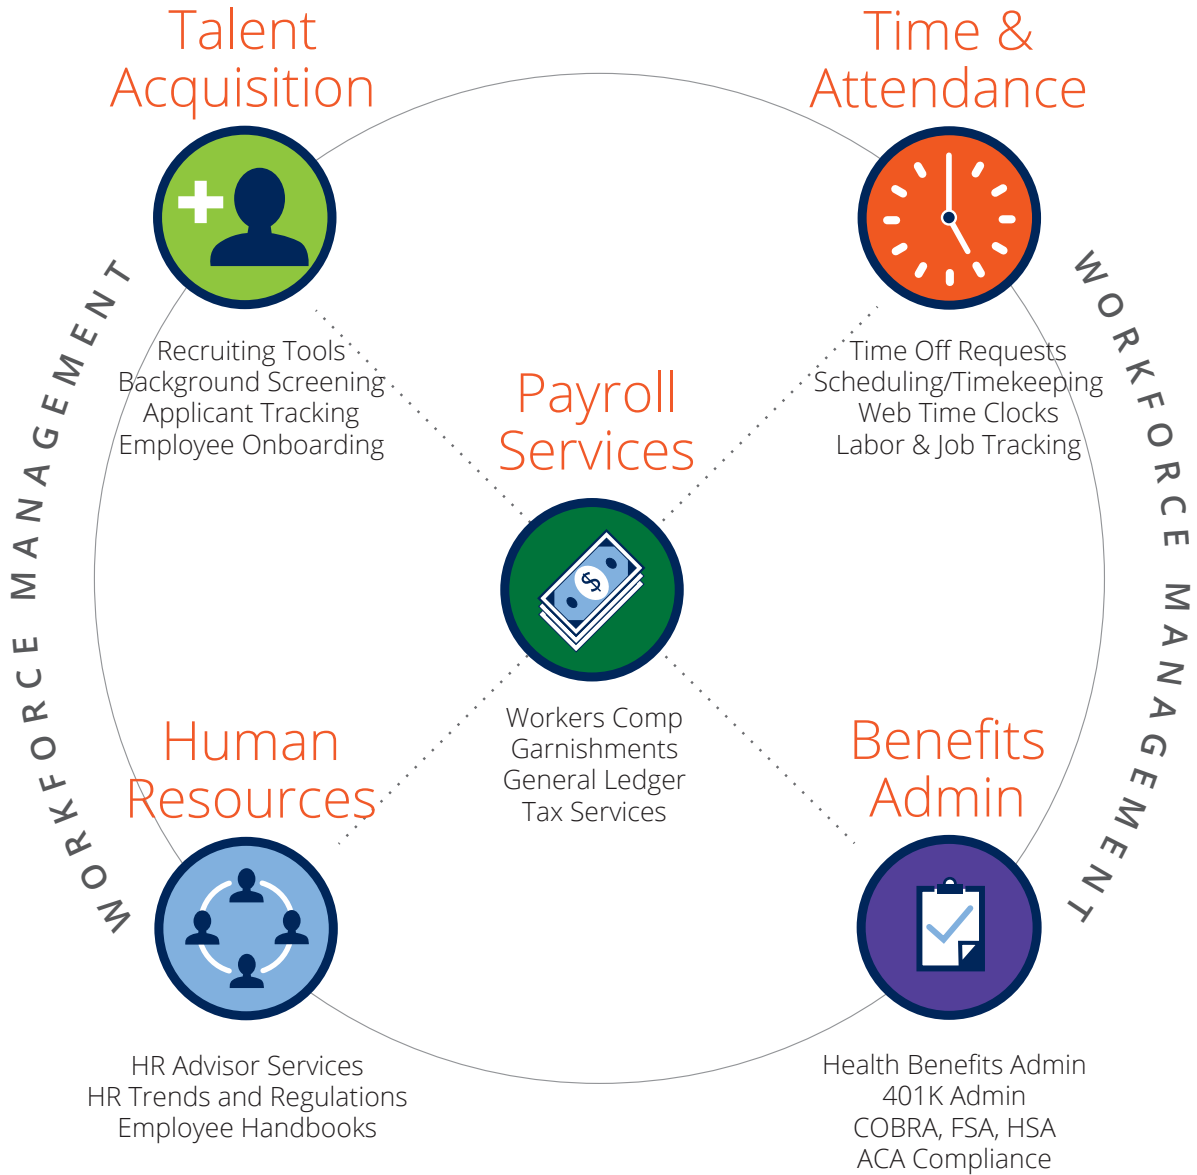 Talent
Acquisition
Recruiting Tools
Background Screening
Applicant Tracking
Employee Onboarding
Time &
Attendance
Time Off Requests
Scheduling/Timekeeping
Web Time Clocks
Labor & Job Tracking
Payroll
Services
$
Workers Comp
Garnishments
General Ledger
Tax Services
Human
Resources
HR Advisor Services
HR Trends and Regulations
Employee Handbooks
Benefits
Admin
Health Benefits Admin
401K Admin
COBRA, FSA, HSA
ACA Compliance
WORKFORCE MANAGEMENT
WORKFORCE MANAGEMENT